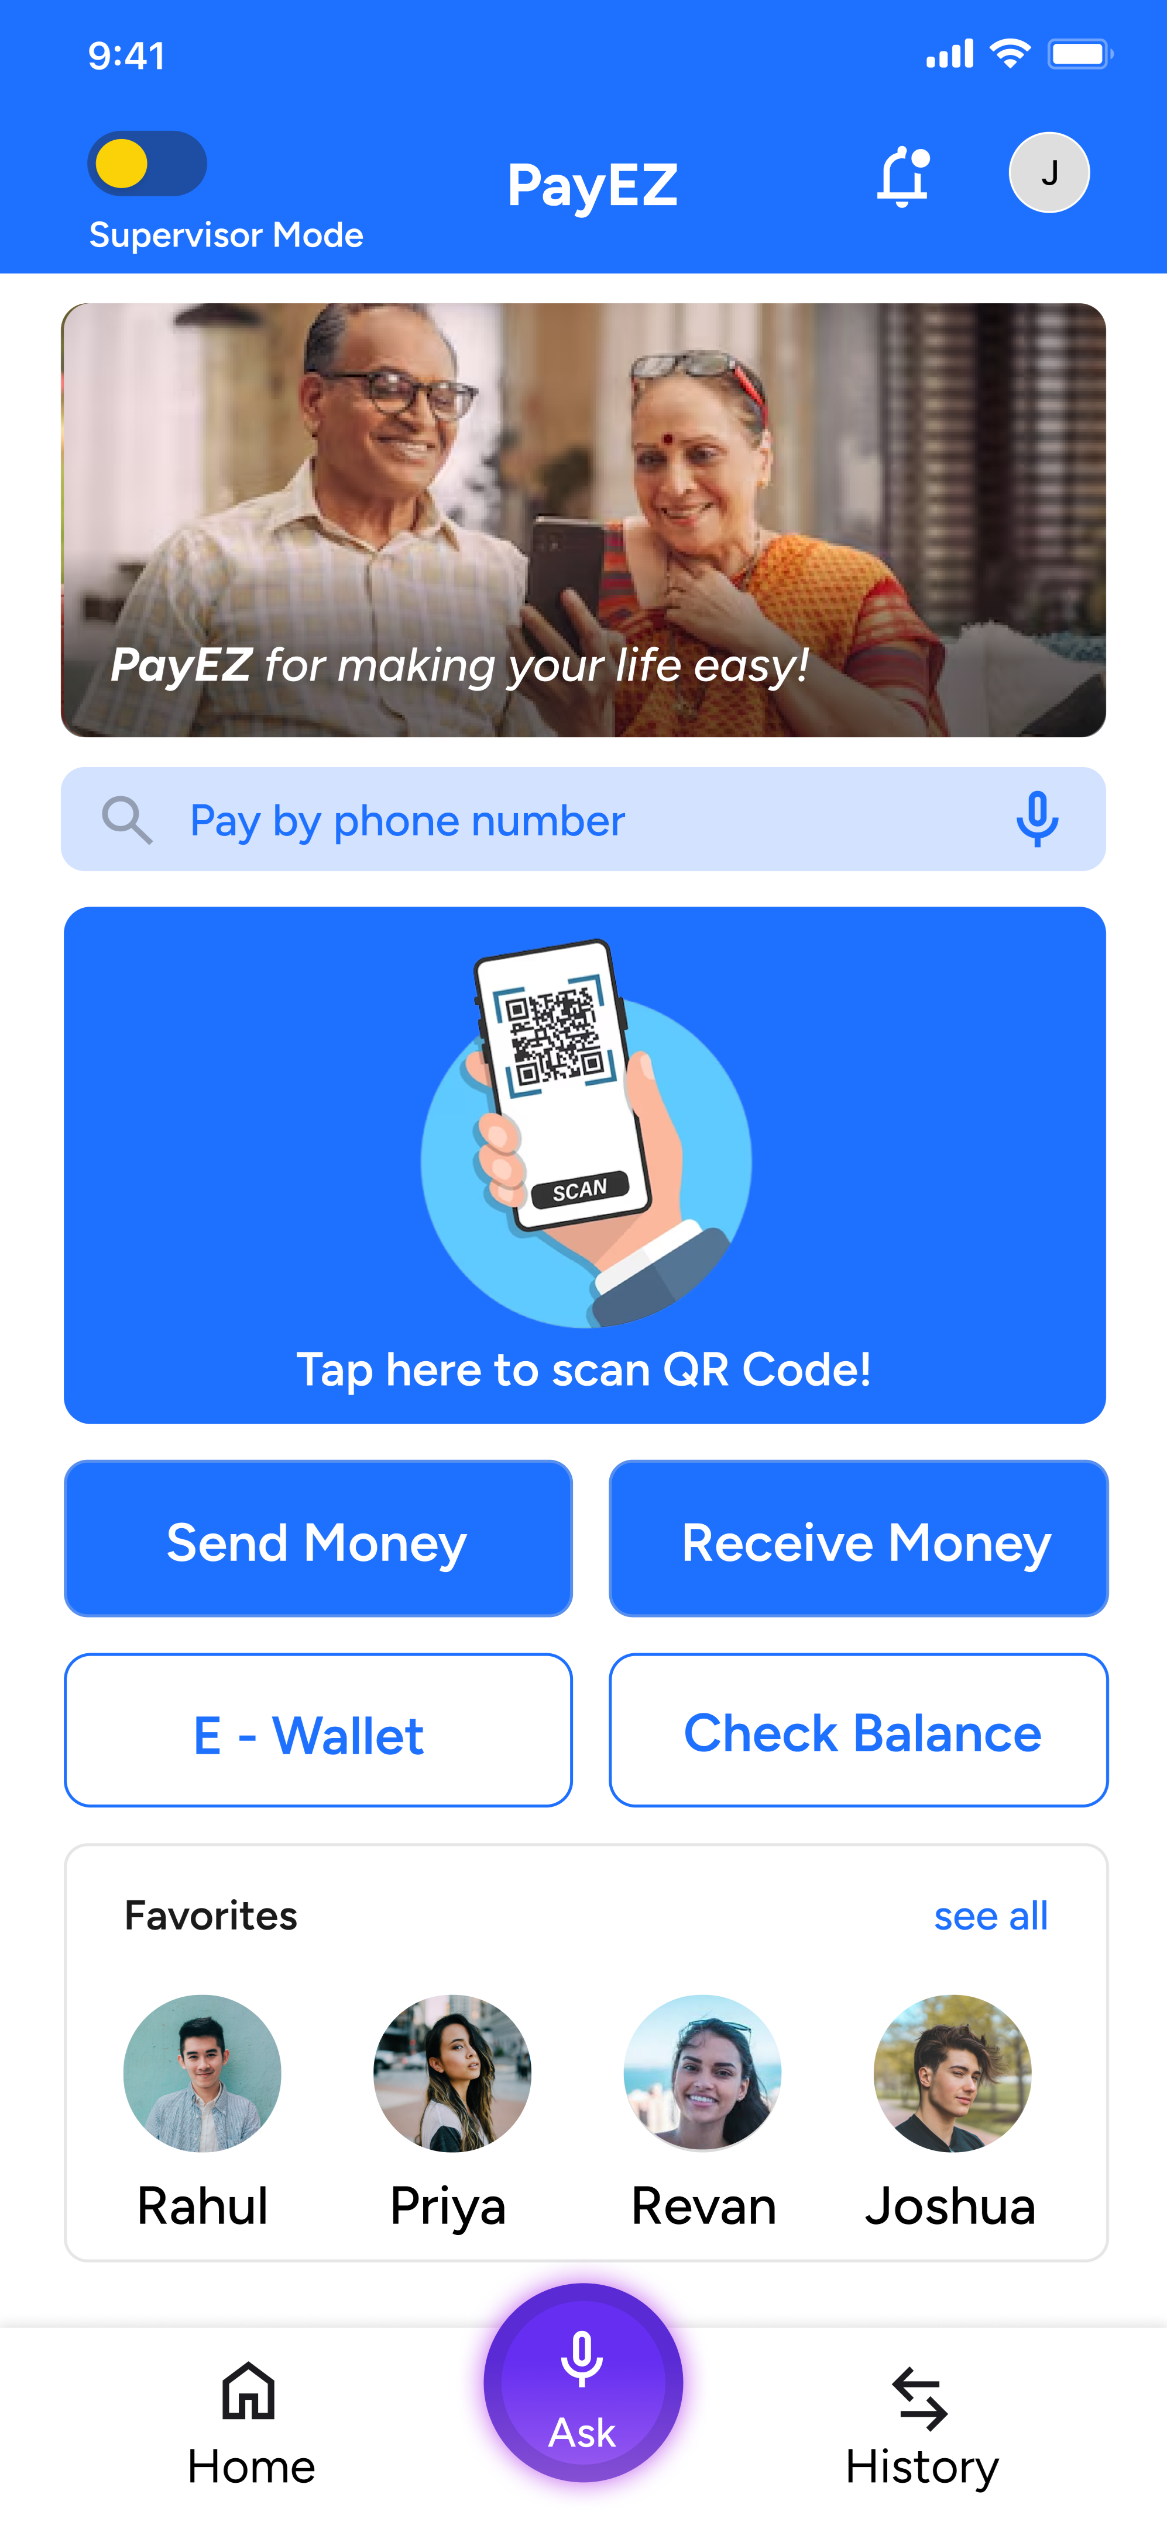 9:41
PayEZ
J
Supervisor Mode
PayEZ for making your life easy!
Pay by phone number
SCAN
Tap here to scan QR Code!
Send Money
Receive Money
E - Wallet
Check Balance
Favorites
see all
Rahul
Priya
Revan
Joshua
Ask
Home
History